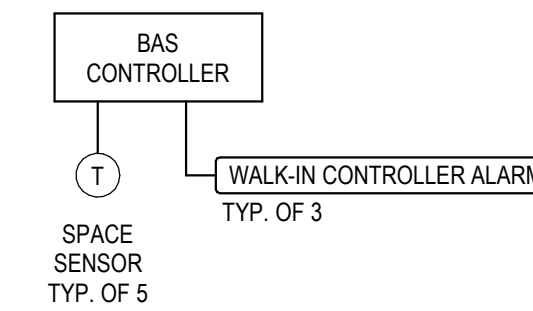 BAS
CONTROLLER
T
WALK-IN CONTROLLER ALARM
TYP. OF 3
SPACE
SENSOR
TYP. OF 5